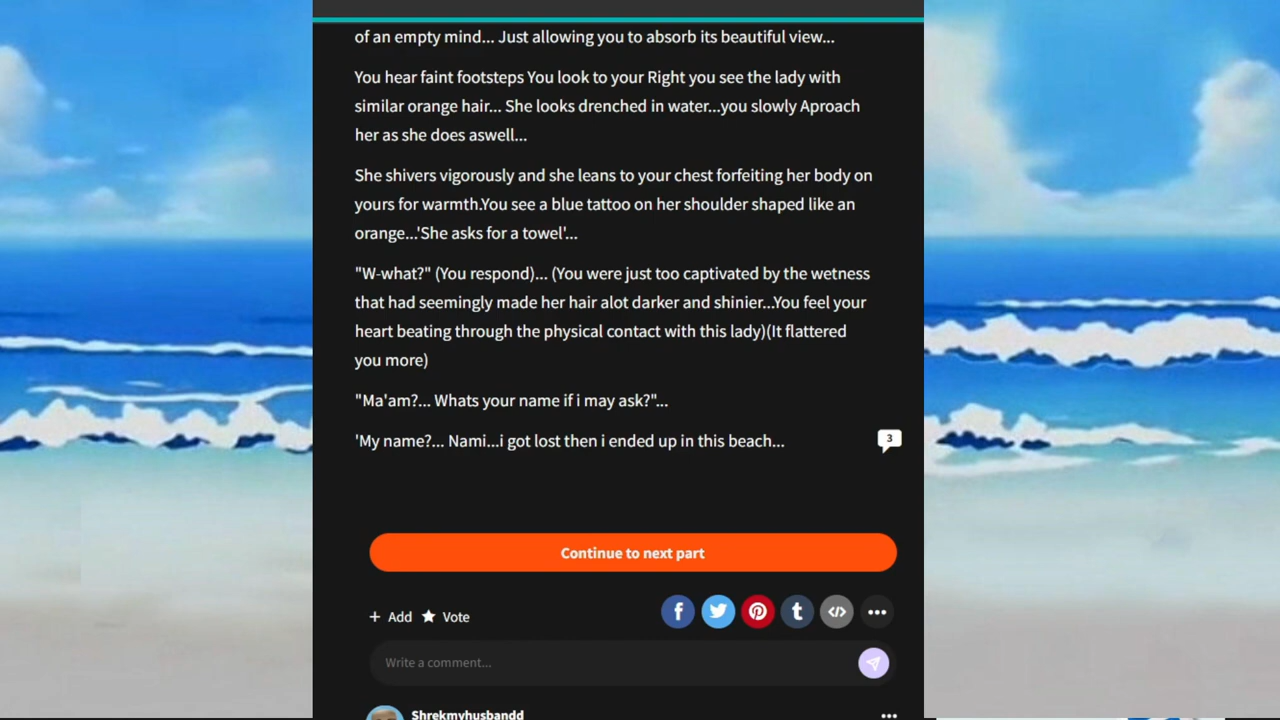 of an empty mind... Just allowing you to absorb its beautiful view...
You hear faint footsteps You look to your Right you see the lady with
similar orange hair... She looks drenched in water...you slowly Aproach
her as she does aswell...
She shivers vigorously and she leans to your chest forfeiting her body on
yours for warmth.You see a blue tattoo on her shoulder shaped like an
orange...'She asks for a towel'...
"W-what?" (You respond)... (You were just too captivated by the wetness
that had seemingly made her hair alot darker and shinier...You feel your
heart beating through the physical contact with this lady)(It flattered
you more)
"Ma'am?... Whats your name if i may ask?"...
'My name?... Nami...i got lost then i ended up in this beach...
3
Continue to next part
+ Add ★ Vote
Write a comment...
Shrekmyhusbandd